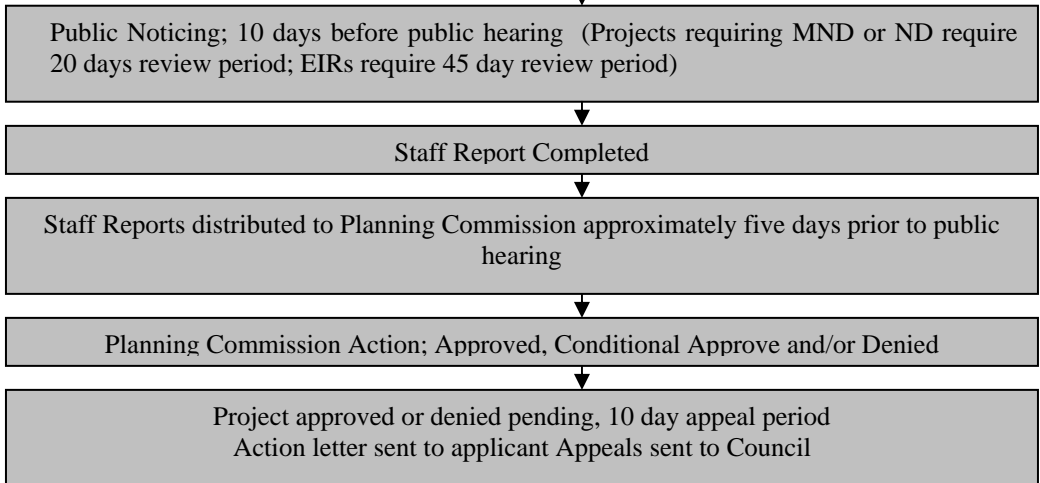 Public Noticing; 10 days before public hearing (Projects requiring MND or ND require
20 days review period; EIRs require 45 day review period)
Staff Report Completed
Staff Reports distributed to Planning Commission approximately five days prior to public
hearing
Planning Commission Action; Approved, Conditional Approve and/or Denied
Project approved or denied pending, 10 day appeal period
Action letter sent to applicant Appeals sent to Council